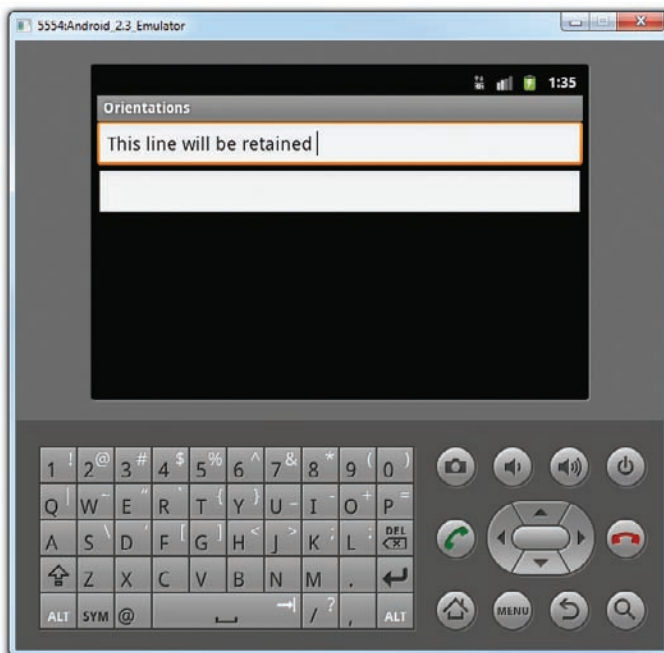 5554:Android_2.3_Emulator
1:35
Orientations
This line will be retained
1 ! 2 @ 3 # 4 $ 5 % 6 ^ 7 & 8 * 9 ( 0 )
Q | W ~ E " R ` T { Y } U _ I - O + P =
A S \ D ' F [ G ] H < J > K ; L : DEL
Z X C V B N M .
ALT SYM @ / ? , ALT
MENU